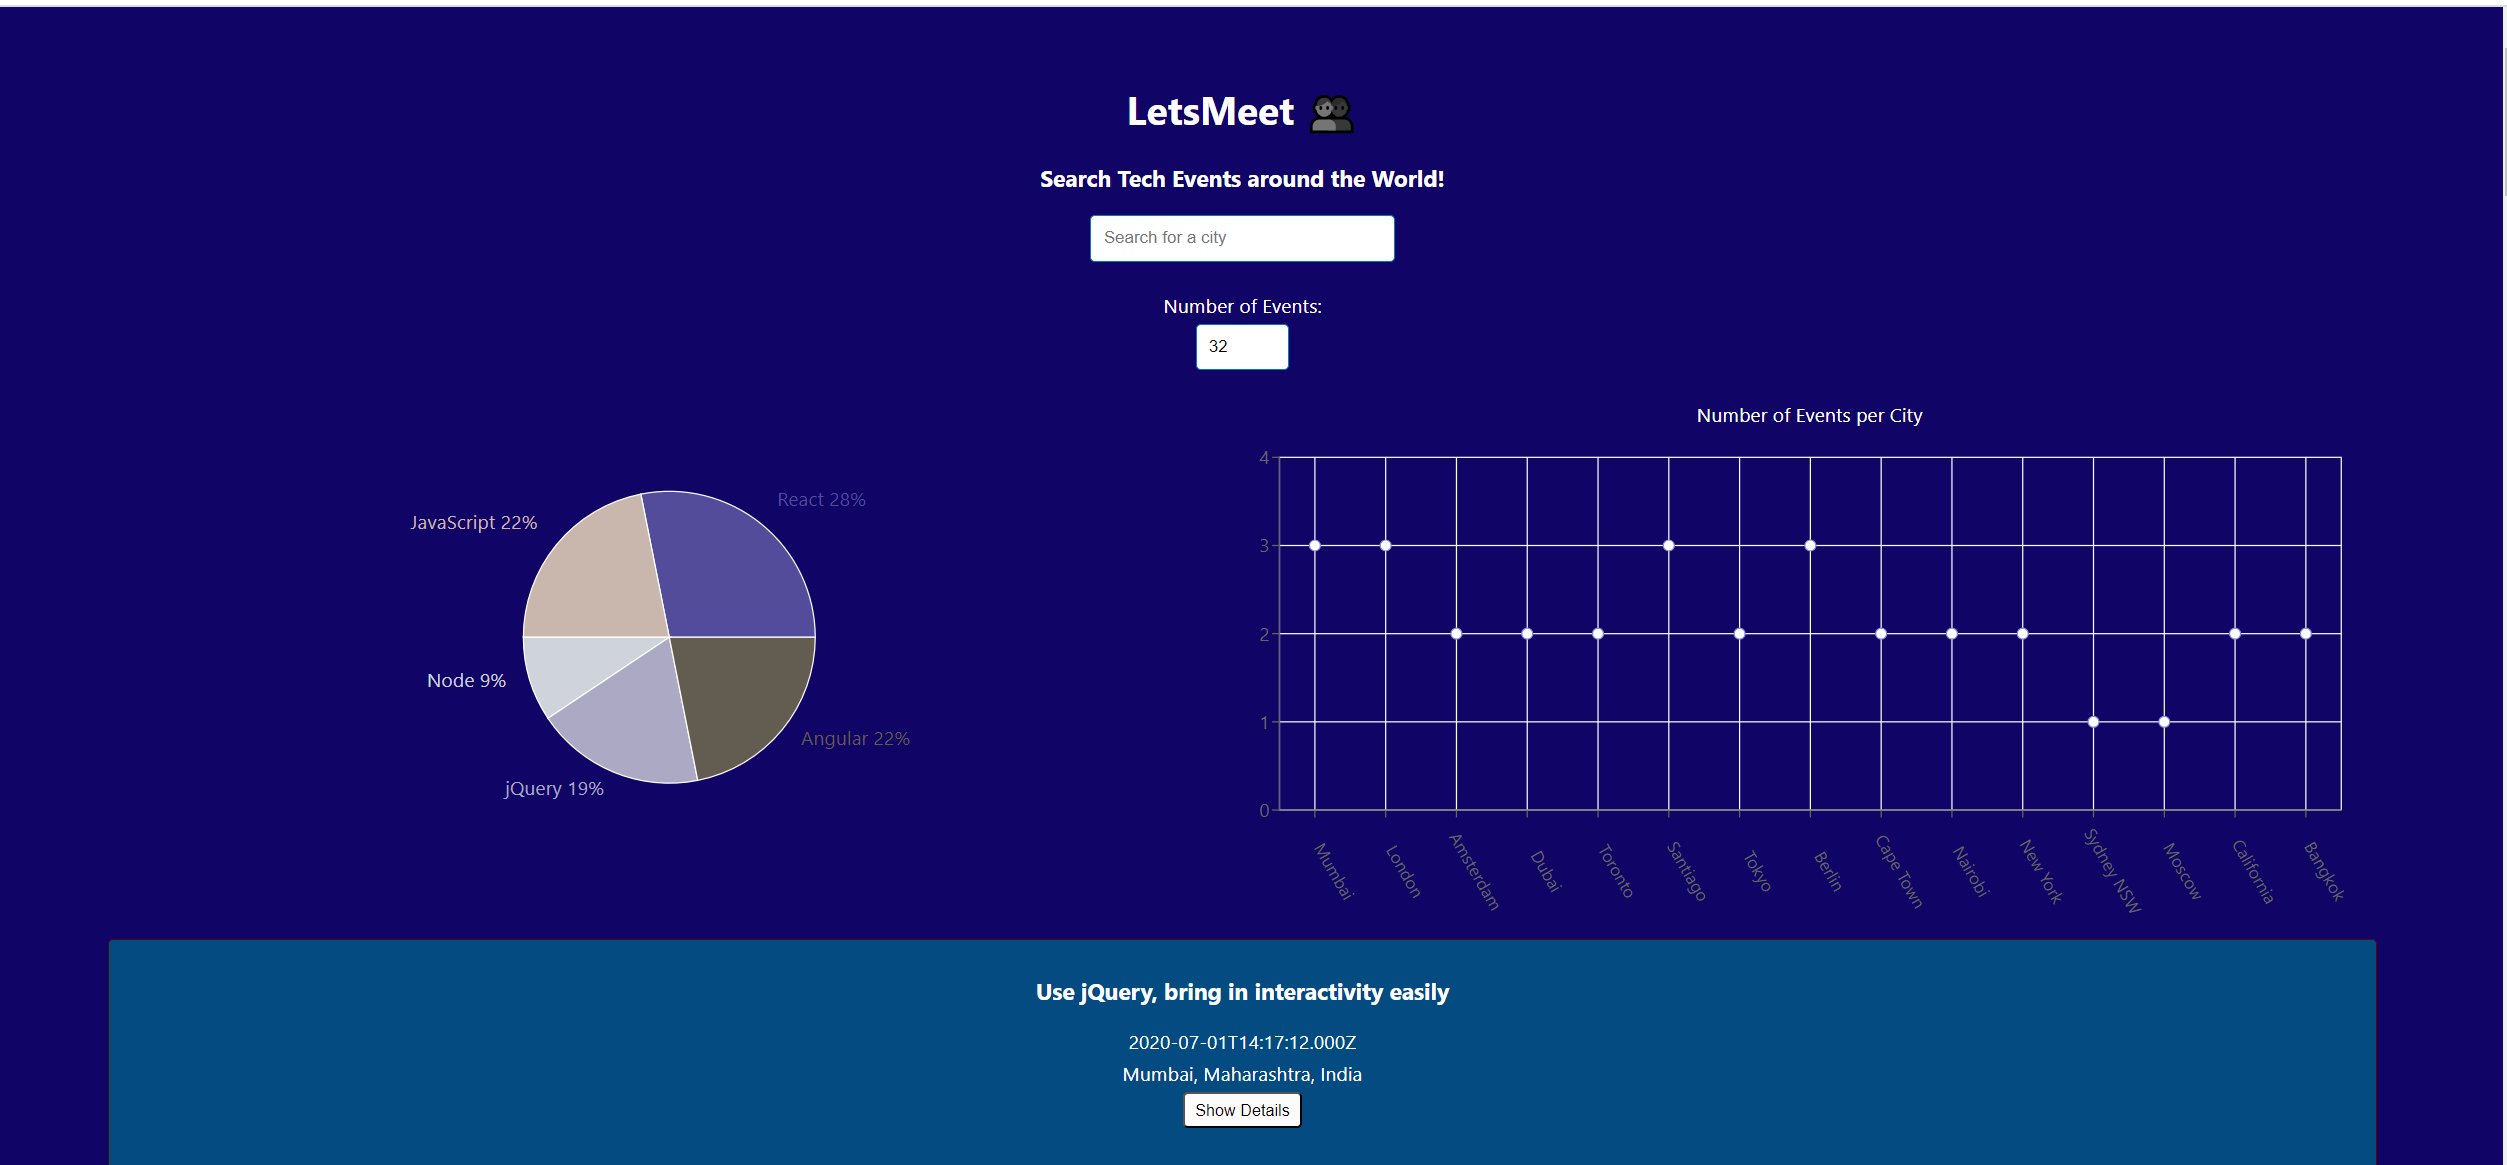 LetsMeet
Search Tech Events around the World!
Search for a city
Number of Events:
32
React 28%
JavaScript 22%
Node 9%
jQuery 19%
Angular 22%
Number of Events per City
4
3
2
1
0
Mumbai
London
Amsterdam
Dubai
Toronto
Santiago
Tokyo
Berlin
Cape Town
Nairobi
New York
Sydney NSW
Moscow
California
Bangkok
Use jQuery, bring in interactivity easily
2020-07-01T14:17:12.000Z
Mumbai, Maharashtra, India
Show Details